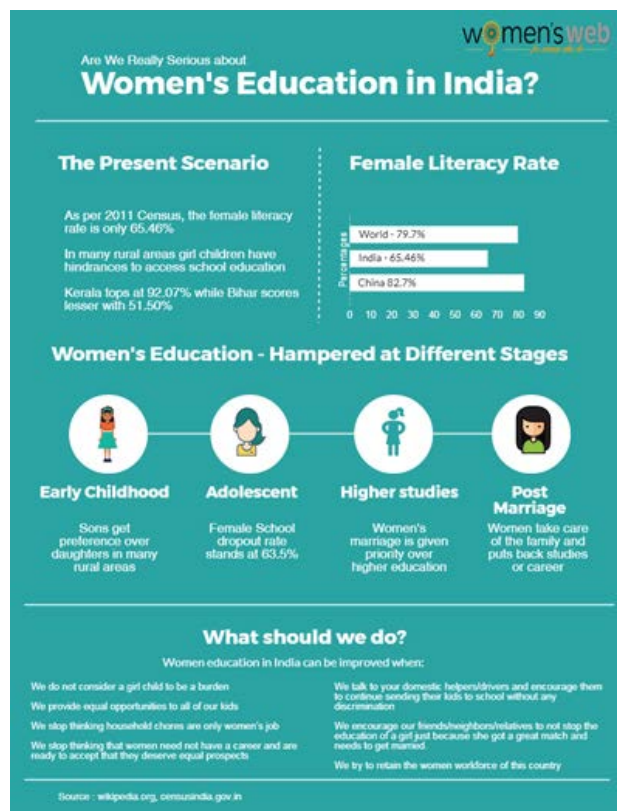 women'sweb
Are We Really Serious about
Women's Education in India?
The Present Scenario
As per 2011 Census, the female literacy
rate is only 65.46%
In many rural areas girl children have
hindrances to access school education
Kerala tops at 92.07% while Bihar scores
lesser with 51.50%
Female Literacy Rate
Percentages
World - 79.7%
India - 65.46%
China 82.7%
0 10 20 30 40 50 60 70 80 90
Women's Education - Hampered at Different Stages
Early Childhood
Sons get
preference over
daughters in many
rural areas
Adolescent
Female School
dropout rate
stands at 63.5%
Higher studies
Women's
marriage is given
priority over
higher education
Post
Marriage
Women take care
of the family and
puts back studies
or career
What should we do?
Women education in India can be improved when:
We do not consider a girl child to be a burden
We provide equal opportunities to all of our kids
We stop thinking household chores are only women's job
We stop thinking that women need not have a career and are
ready to accept that they deserve equal prospects
We talk to your domestic helpers/drivers and encourage them
to continue sending their kids to school without any
discrimination
We encourage our friends/neighbors/relatives to not stop the
education of a girl just because she got a great match and
needs to get married.
We try to retain the women workforce of this country
Source : wikipedia.org, censusindia.gov.in